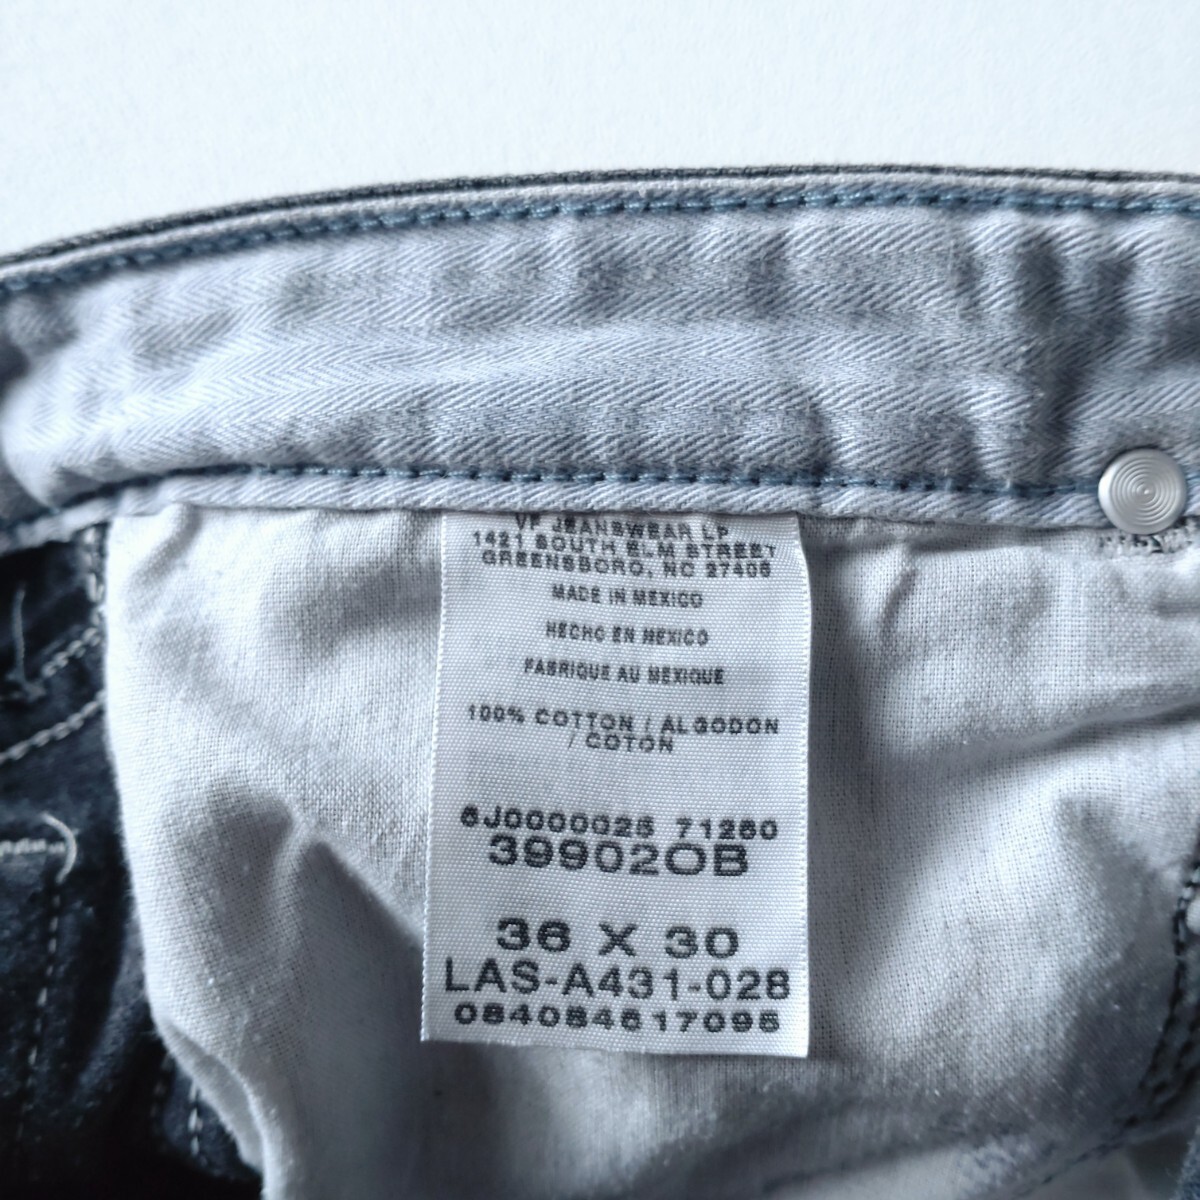 VF JEANSWEAR LP
1421 SOUTH ELM STREET
GREENSBORO, NC 27406
MADE IN MEXICO
HECHO EN MEXICO
FABRIQUE AU MEXIQUE
100% COTTON / ALGODON
/ COTON
6J0000025 71260
39902OB
36 X 30
LAS-A431-028
084084617095